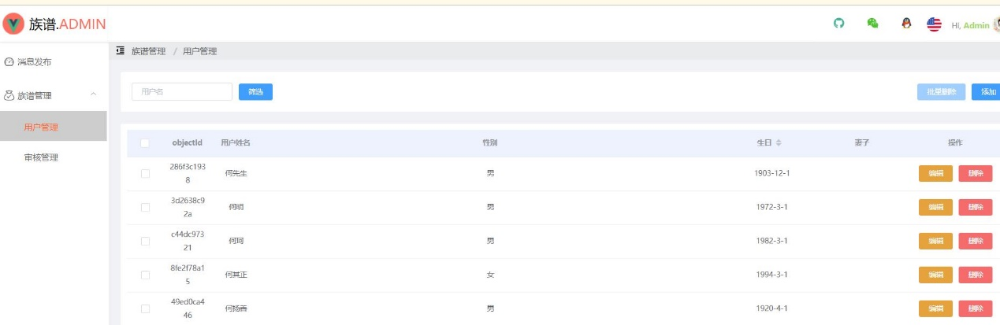 族谱.ADMIN
Hi, Admin
消息发布
族谱管理
用户管理
审核管理
族谱管理 / 用户管理
用户名
筛选
批量删除
添加
objectId 用户姓名 性别 生日 妻子 操作
286f3c1938 何先生 男 1903-12-1 编辑 删除
3d2638c92a 何明 男 1972-3-1 编辑 删除
c44dc97321 何珂 男 1982-3-1 编辑 删除
8fe2f78a15 何其正 女 1994-3-1 编辑 删除
49ed0ca446 何扬善 男 1920-4-1 编辑 删除